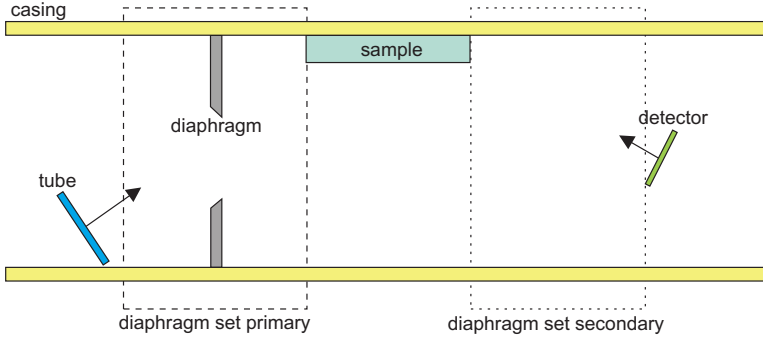 casing
sample
diaphragm
detector
tube
diaphragm set primary
diaphragm set secondary